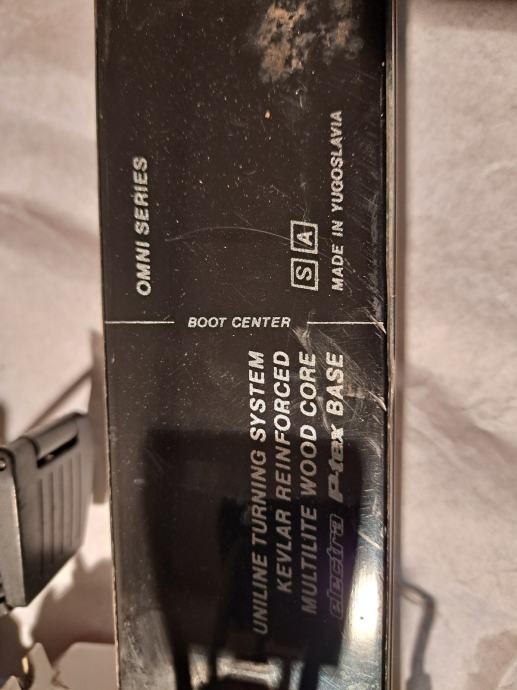 OMNI SERIES
S A
MADE IN YUGOSLAVIA
BOOT CENTER
UNILINE TURNING SYSTEM
KEVLAR REINFORCED
MULTILITE WOOD CORE
electra P-tex BASE